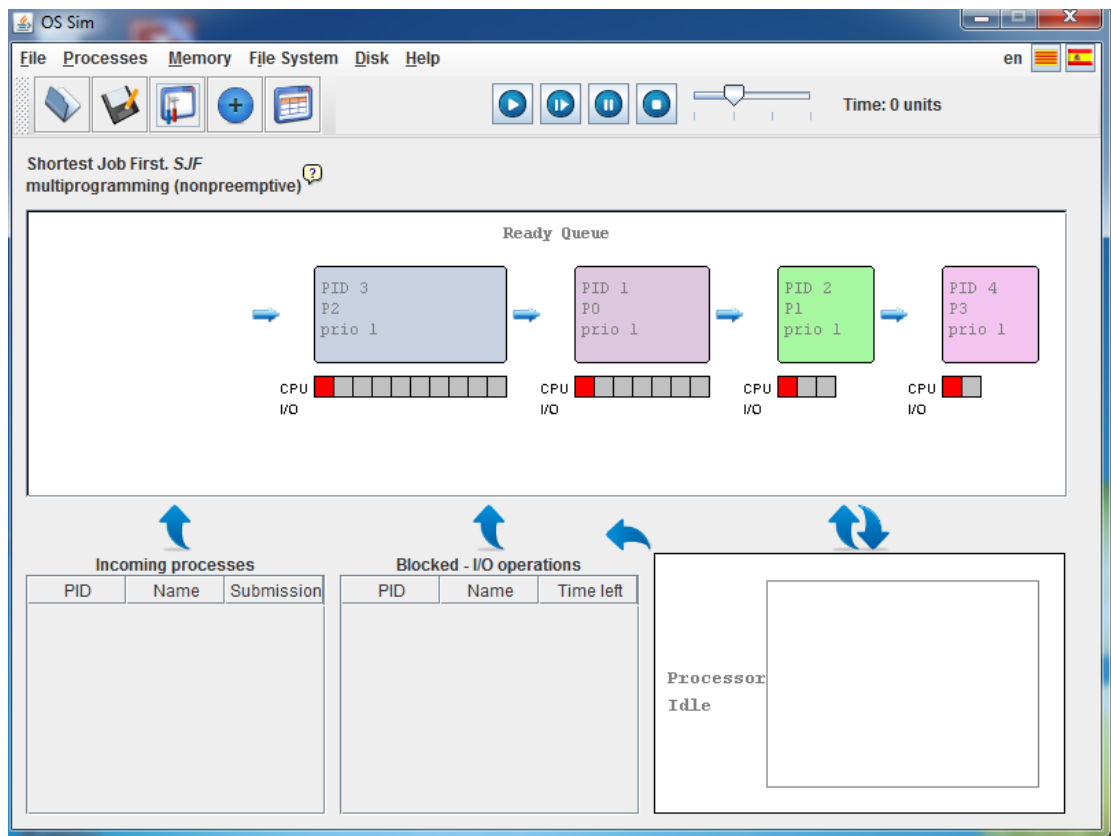 OS Sim
File Processes Memory File System Disk Help en
Time: 0 units
Shortest Job First. SJF
multiprogramming (nonpreemptive) ?
Ready Queue
PID 3
P2
prio 1
CPU
I/O
PID 1
P0
prio 1
CPU
I/O
PID 2
P1
prio 1
CPU
I/O
PID 4
P3
prio 1
CPU
I/O
Incoming processes
PID Name Submission
Blocked - I/O operations
PID Name Time left
Processor
Idle